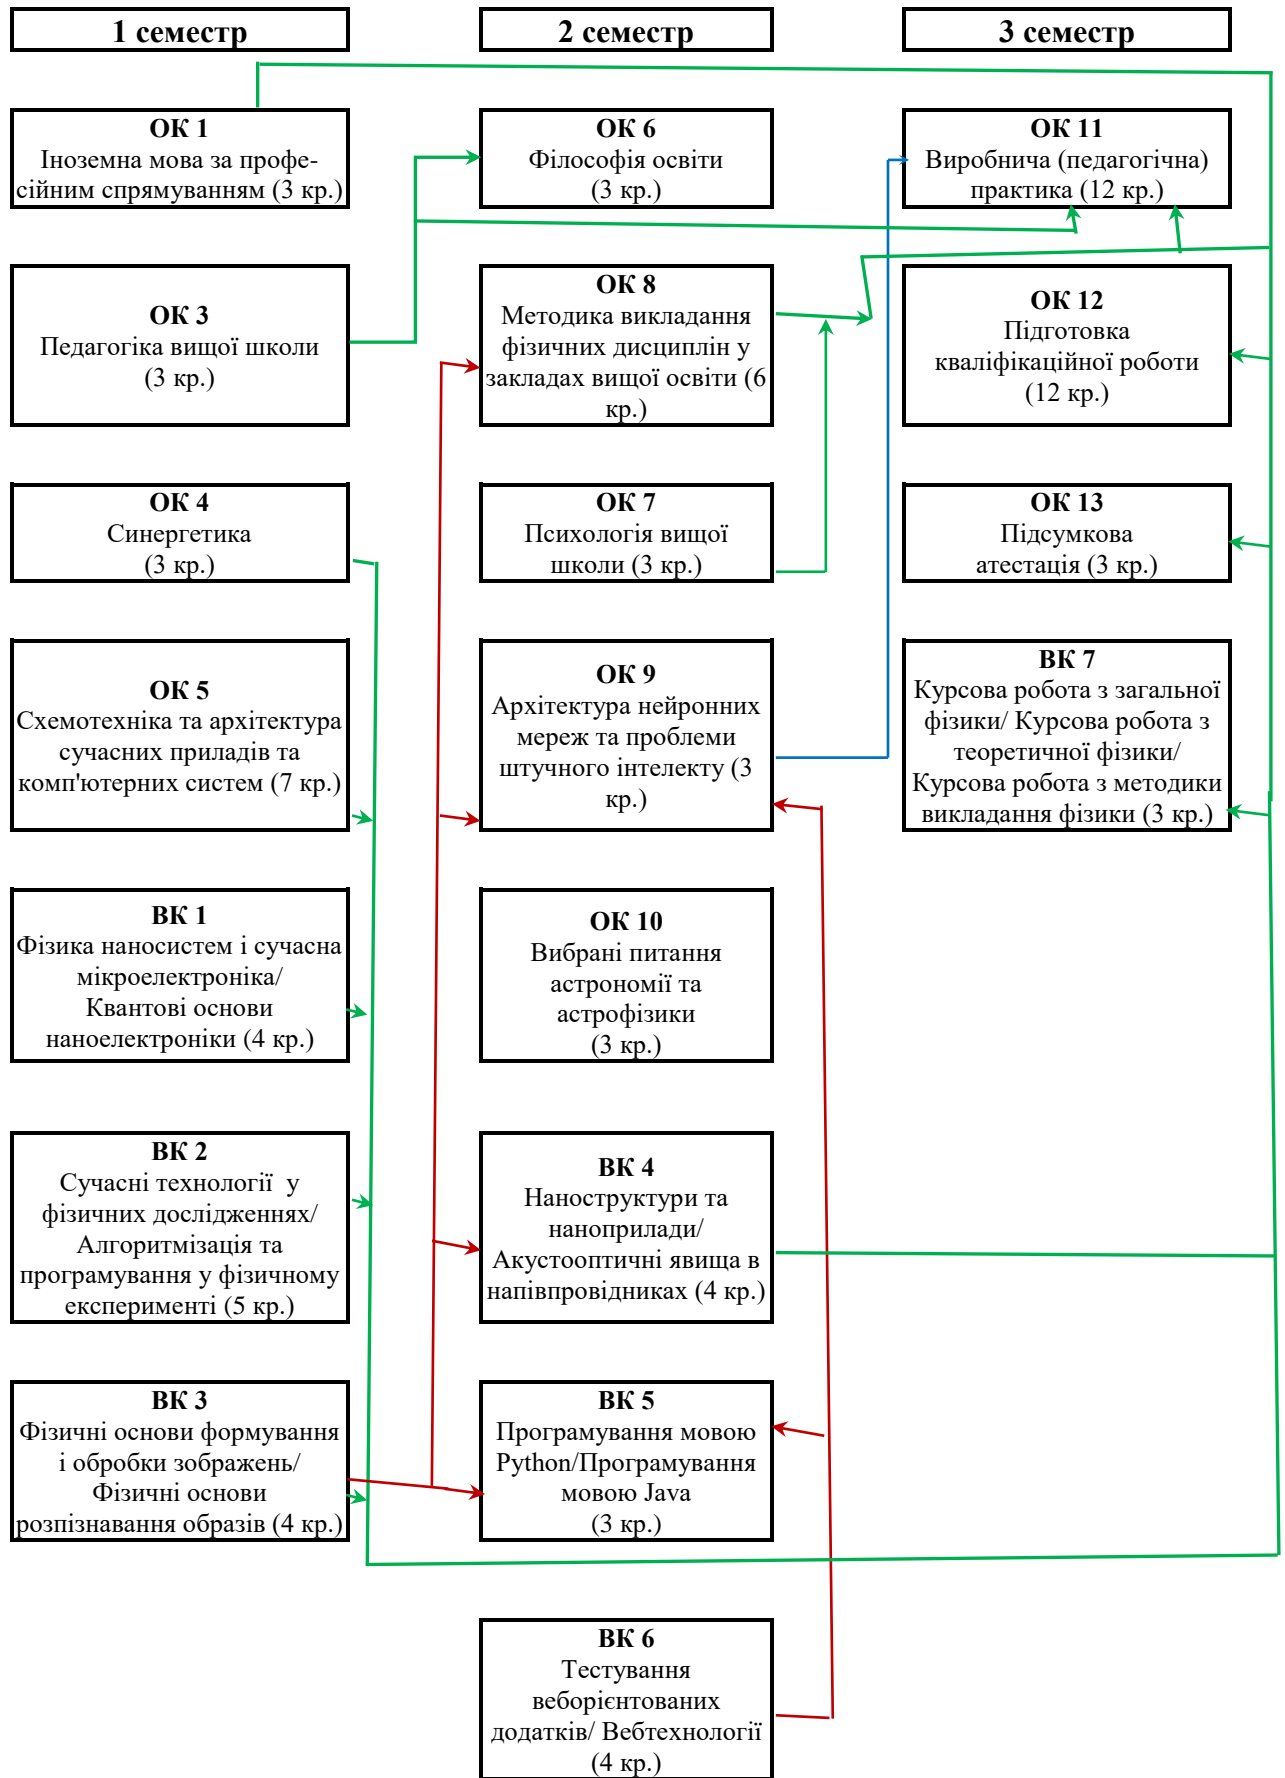 1 семестр
2 семестр
3 семестр
ОК 1
Іноземна мова за профе-
сійним спрямуванням (3 кр.)
ОК 6
Філософія освіти
(3 кр.)
ОК 11
Виробнича (педагогічна)
практика (12 кр.)
ОК 3
Педагогіка вищої школи
(3 кр.)
ОК 8
Методика викладання
фізичних дисциплін у
закладах вищої освіти (6
кр.)
ОК 12
Підготовка
кваліфікаційної роботи
(12 кр.)
ОК 4
Синергетика
(3 кр.)
ОК 7
Психологія вищої
школи (3 кр.)
ОК 13
Підсумкова
атестація (3 кр.)
ОК 5
Схемотехніка та архітектура
сучасних приладів та
комп'ютерних систем (7 кр.)
ОК 9
Архітектура нейронних
мереж та проблеми
штучного інтелекту (3
кр.)
ВК 7
Курсова робота з загальної
фізики/ Курсова робота з
теоретичної фізики/
Курсова робота з методики
викладання фізики (3 кр.)
ВК 1
Фізика наносистем і сучасна
мікроелектроніка/
Квантові основи
наноелектроніки (4 кр.)
ОК 10
Вибрані питання
астрономії та
астрофізики
(3 кр.)
ВК 2
Сучасні технології у
фізичних дослідженнях/
Алгоритмізація та
програмування у фізичному
експерименті (5 кр.)
ВК 4
Наноструктури та
наноприлади/
Акустооптичні явища в
напівпровідниках (4 кр.)
ВК 3
Фізичні основи формування
і обробки зображень/
Фізичні основи
розпізнавання образів (4 кр.)
ВК 5
Програмування мовою
Python/Програмування
мовою Java
(3 кр.)
ВК 6
Тестування
веборієнтованих
додатків/ Вебтехнології
(4 кр.)